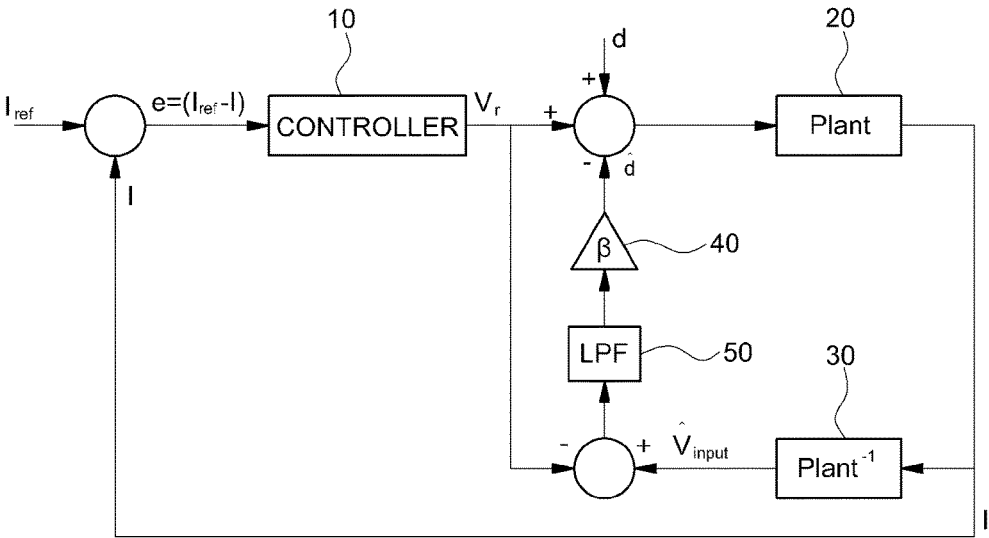 10
20
d
I_ref
e=(I_ref-I)
CONTROLLER
V_r
+
+
-
d̂
Plant
I
β
40
LPF
50
30
-
+
V̂_input
Plant⁻¹
I